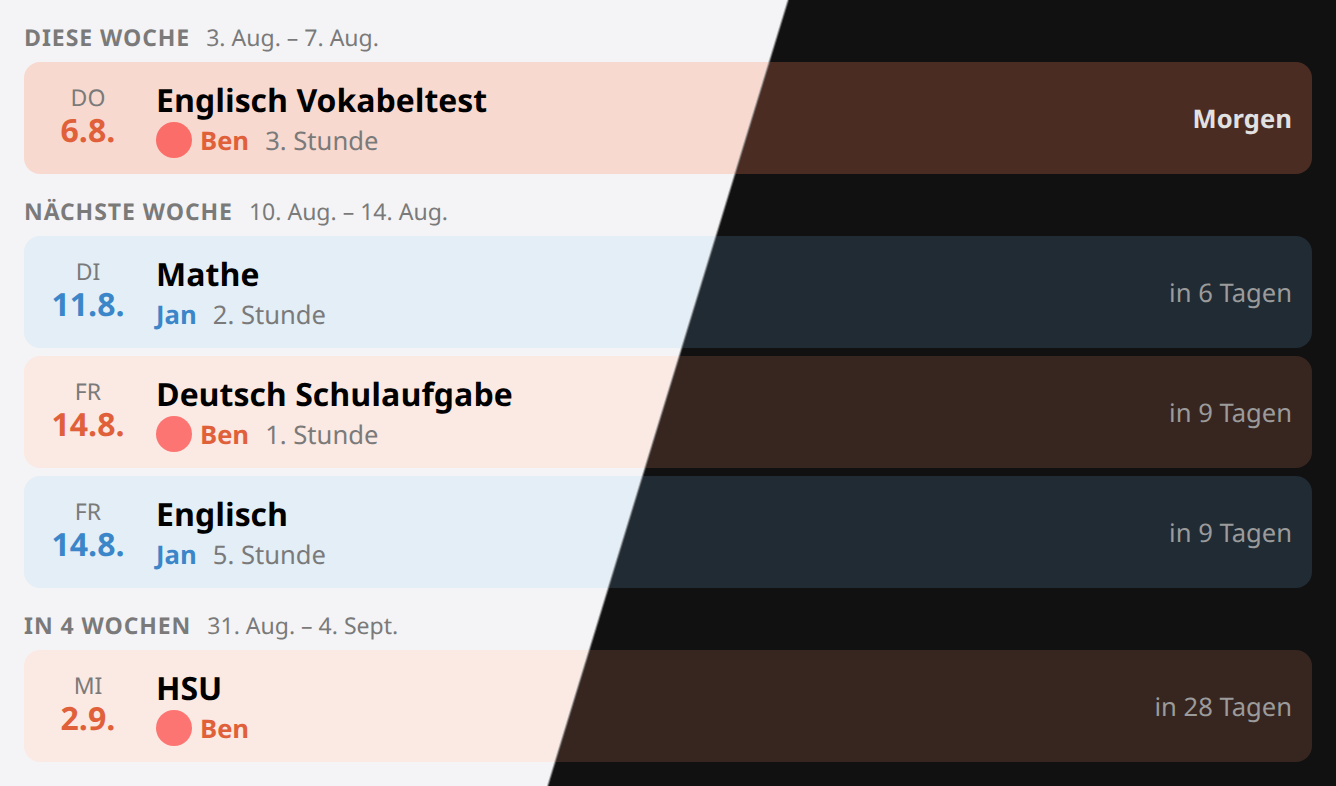 DIESE WOCHE 3. Aug. – 7. Aug.
DO
6.8.
Englisch Vokabeltest
Ben 3. Stunde
Morgen
NÄCHSTE WOCHE 10. Aug. – 14. Aug.
DI
11.8.
Mathe
Jan 2. Stunde
in 6 Tagen
FR
14.8.
Deutsch Schulaufgabe
Ben 1. Stunde
in 9 Tagen
FR
14.8.
Englisch
Jan 5. Stunde
in 9 Tagen
IN 4 WOCHEN 31. Aug. – 4. Sept.
MI
2.9.
HSU
Ben
in 28 Tagen